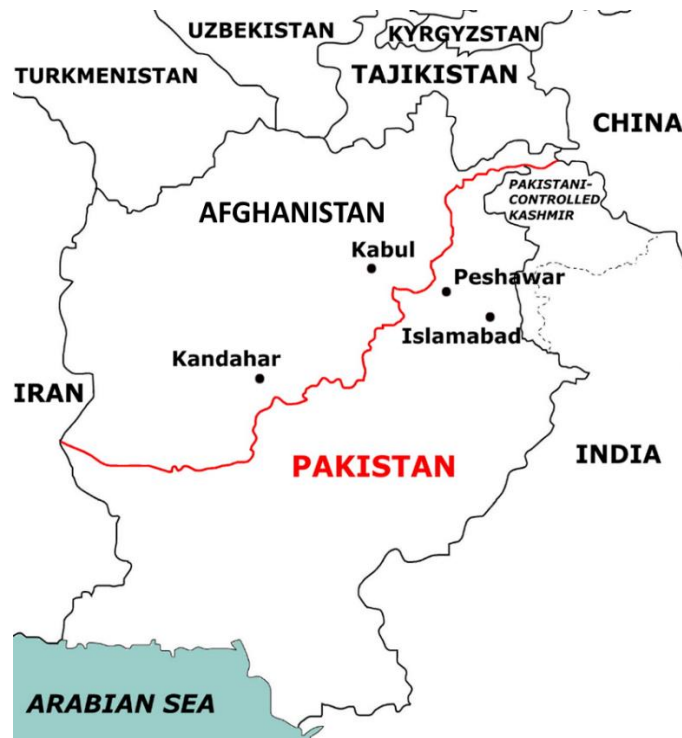 UZBEKISTAN
KYRGYZSTAN
TURKMENISTAN
TAJIKISTAN
CHINA
PAKISTANI-
CONTROLLED
KASHMIR
AFGHANISTAN
Kabul
Peshawar
Islamabad
Kandahar
IRAN
PAKISTAN
INDIA
ARABIAN SEA